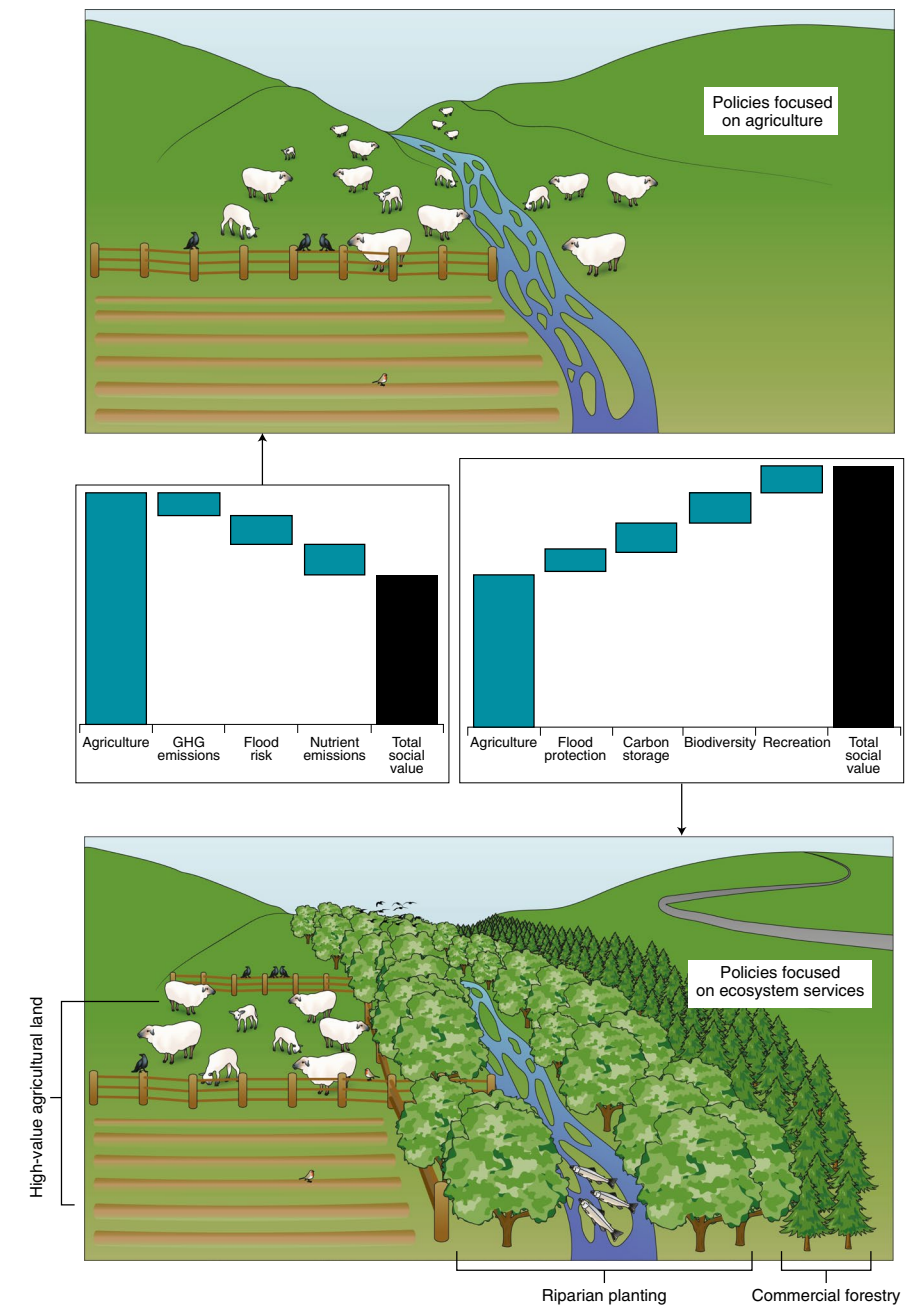 Policies focused
on agriculture
Agriculture
GHG
emissions
Flood
risk
Nutrient
emissions
Total
social
value
Agriculture
Flood
protection
Carbon
storage
Biodiversity
Recreation
Total
social
value
Policies focused
on ecosystem services
High-value agricultural land
Riparian planting
Commercial forestry